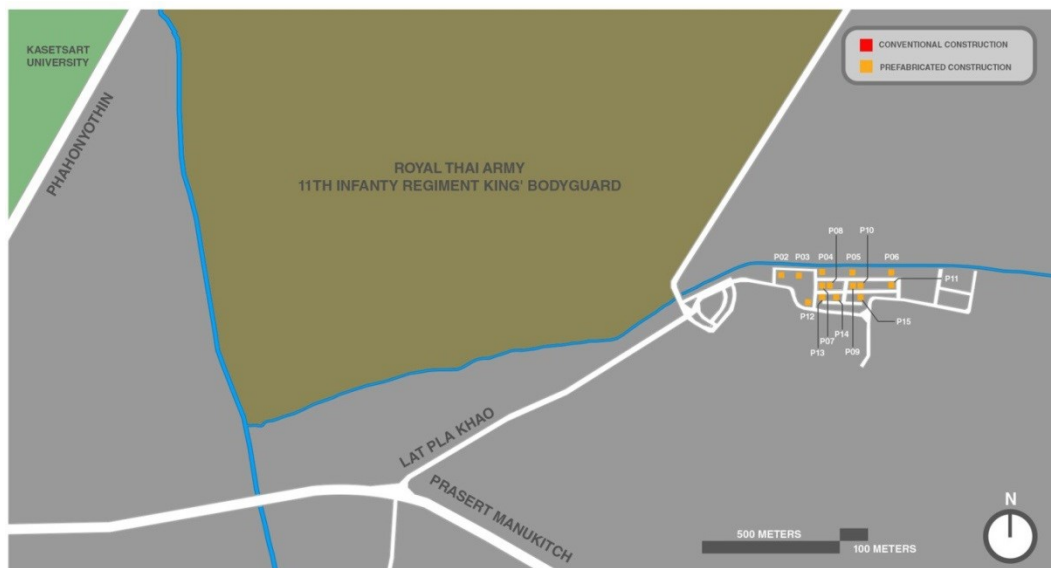 KASETSART
UNIVERSITY
PHAHONYOTHIN
ROYAL THAI ARMY
11TH INFANTY REGIMENT KING' BODYGUARD
CONVENTIONAL CONSTRUCTION
PREFABRICATED CONSTRUCTION
P08
P10
P02
P03
P04
P05
P06
P11
P12
P15
P14
P07
P13
P09
LAT PLA KHAO
PRASERT MANUKITCH
500 METERS
100 METERS
N